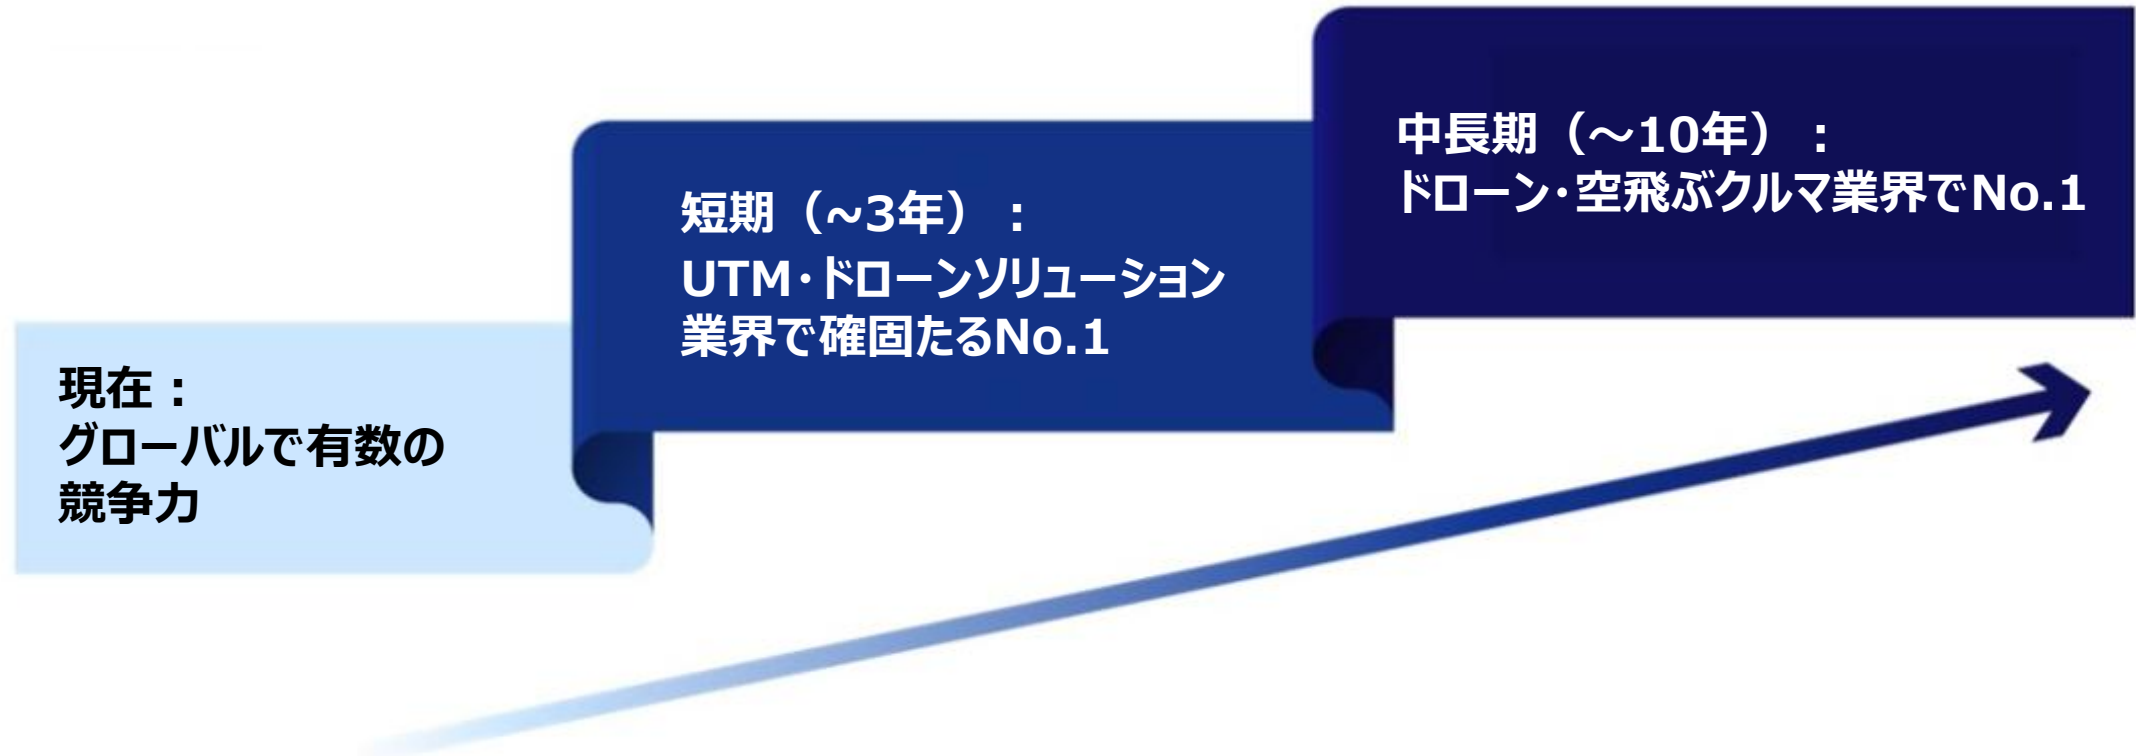 現在：
グローバルで有数の
競争力
短期（~3年）：
UTM・ドローンソリューション
業界で確固たるNo.1
中長期（～10年）：
ドローン・空飛ぶクルマ業界でNo.1